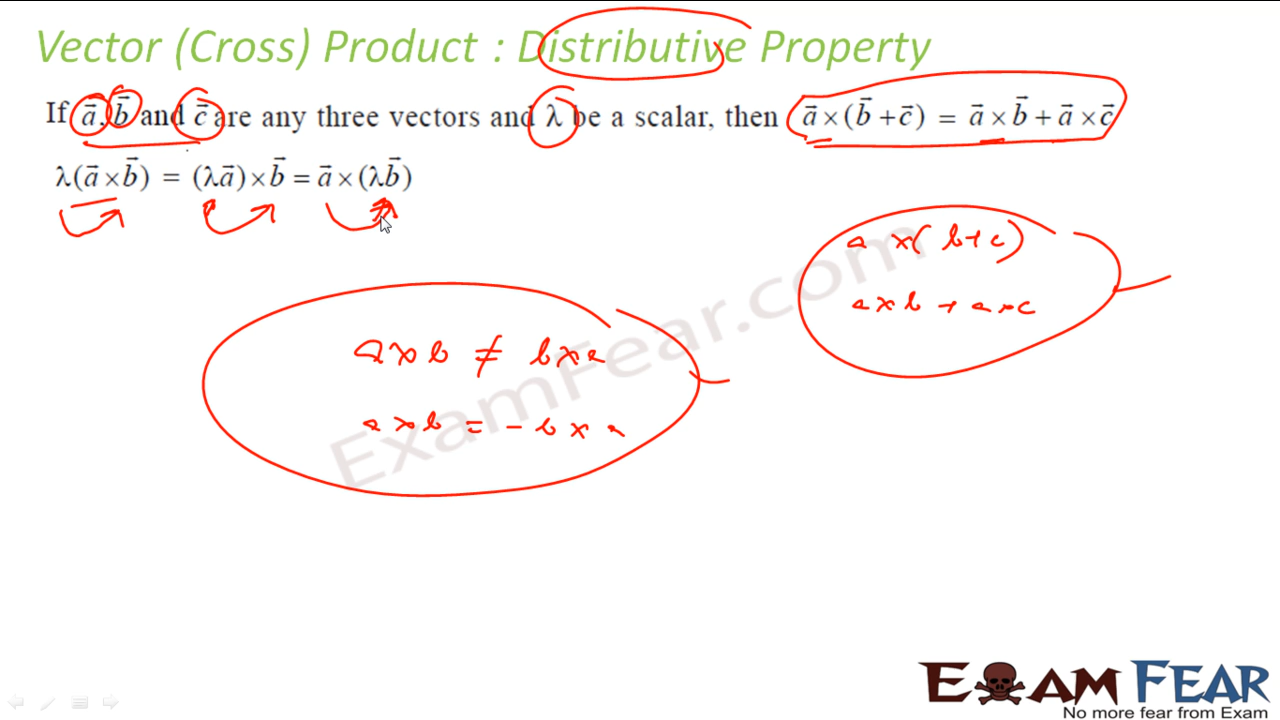 Vector (Cross) Product : Distributive Property
If a⃗, b⃗ and c⃗ are any three vectors and λ be a scalar, then a⃗ × (b⃗ + c⃗) = a⃗ × b⃗ + a⃗ × c⃗
λ(a⃗ × b⃗) = (λa⃗) × b⃗ = a⃗ × (λb⃗)
a × (b+c)
a×b + a×c
a×b ≠ b×a
a×b = - b×a
ExamFear.com
EXAM FEAR
No more fear from Exam